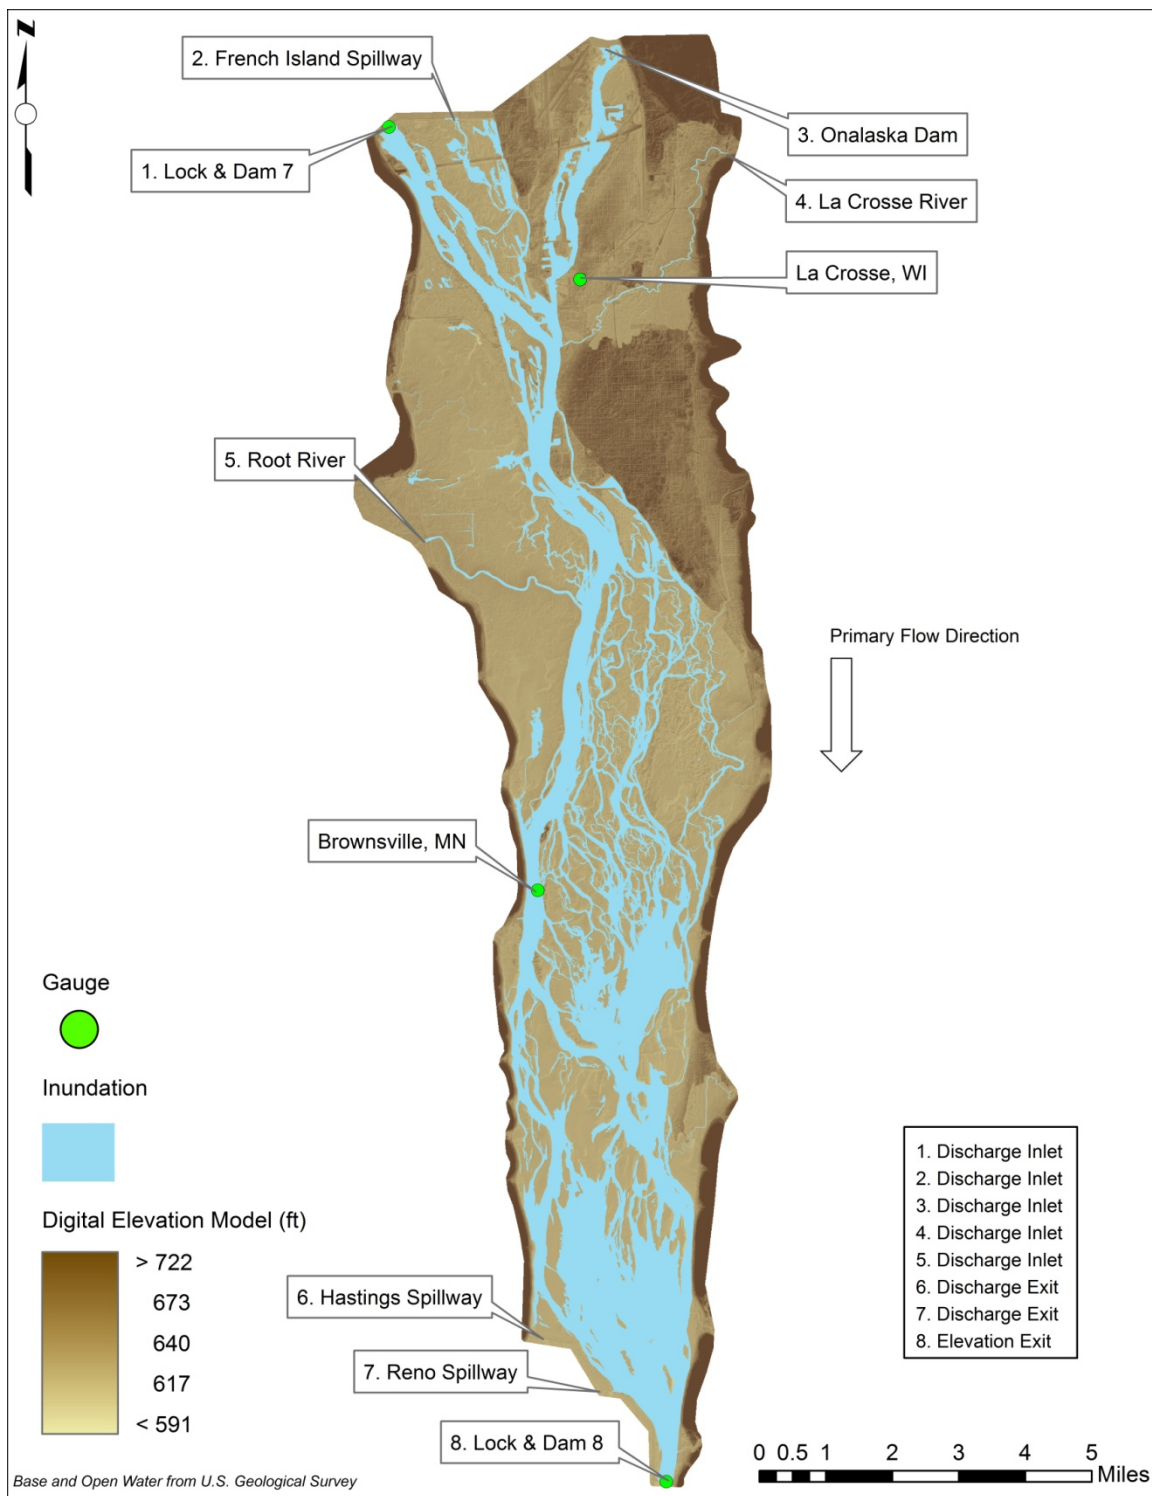 N
2. French Island Spillway
3. Onalaska Dam
1. Lock & Dam 7
4. La Crosse River
La Crosse, WI
5. Root River
Primary Flow Direction
Brownsville, MN
Gauge
Inundation
Digital Elevation Model (ft)
> 722
673
640
617
< 591
1. Discharge Inlet
2. Discharge Inlet
3. Discharge Inlet
4. Discharge Inlet
5. Discharge Inlet
6. Discharge Exit
7. Discharge Exit
8. Elevation Exit
6. Hastings Spillway
7. Reno Spillway
8. Lock & Dam 8
0 0.5 1 2 3 4 5
Miles
Base and Open Water from U.S. Geological Survey